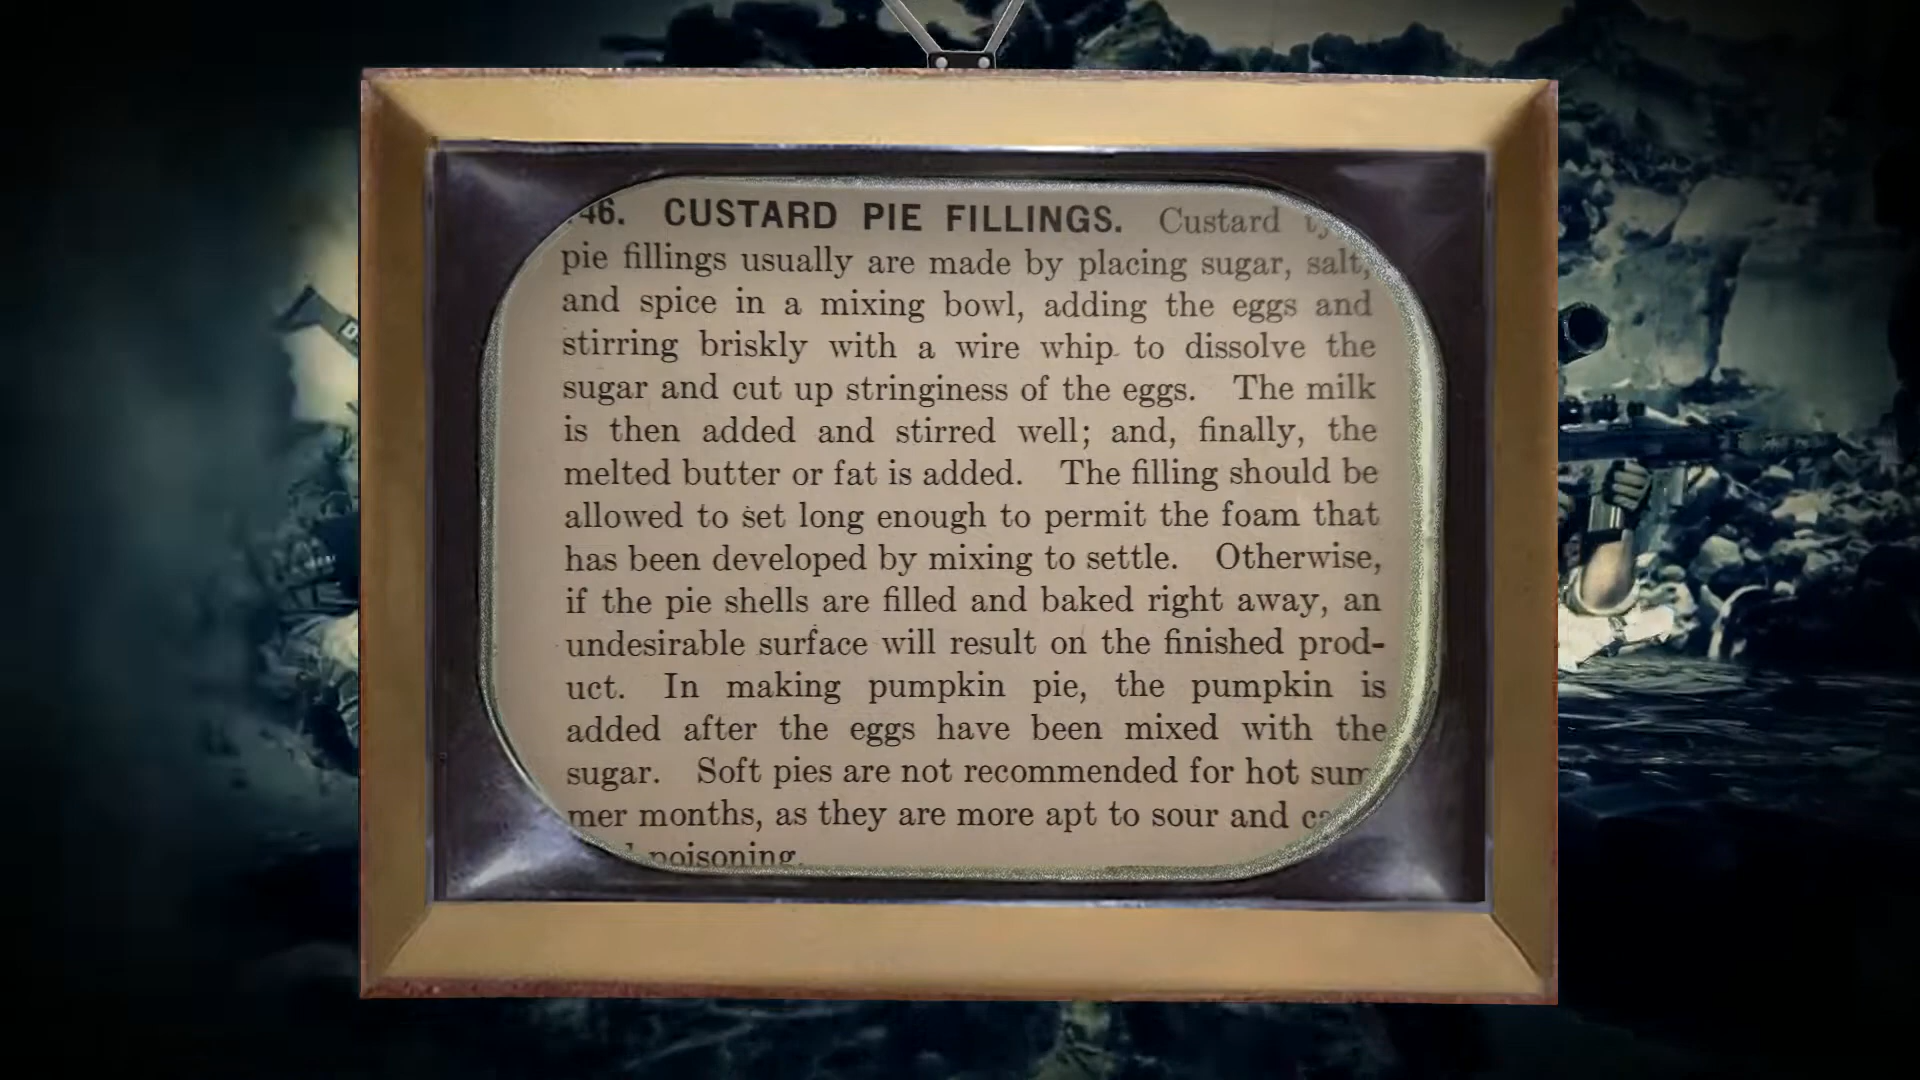 46. CUSTARD PIE FILLINGS. Custard
pie fillings usually are made by placing sugar, salt,
and spice in a mixing bowl, adding the eggs and
stirring briskly with a wire whip to dissolve the
sugar and cut up stringiness of the eggs. The milk
is then added and stirred well; and, finally, the
melted butter or fat is added. The filling should be
allowed to set long enough to permit the foam that
has been developed by mixing to settle. Otherwise,
if the pie shells are filled and baked right away, an
undesirable surface will result on the finished prod-
uct. In making pumpkin pie, the pumpkin is
added after the eggs have been mixed with the
sugar. Soft pies are not recommended for hot sum
mer months, as they are more apt to sour and
poisoning.